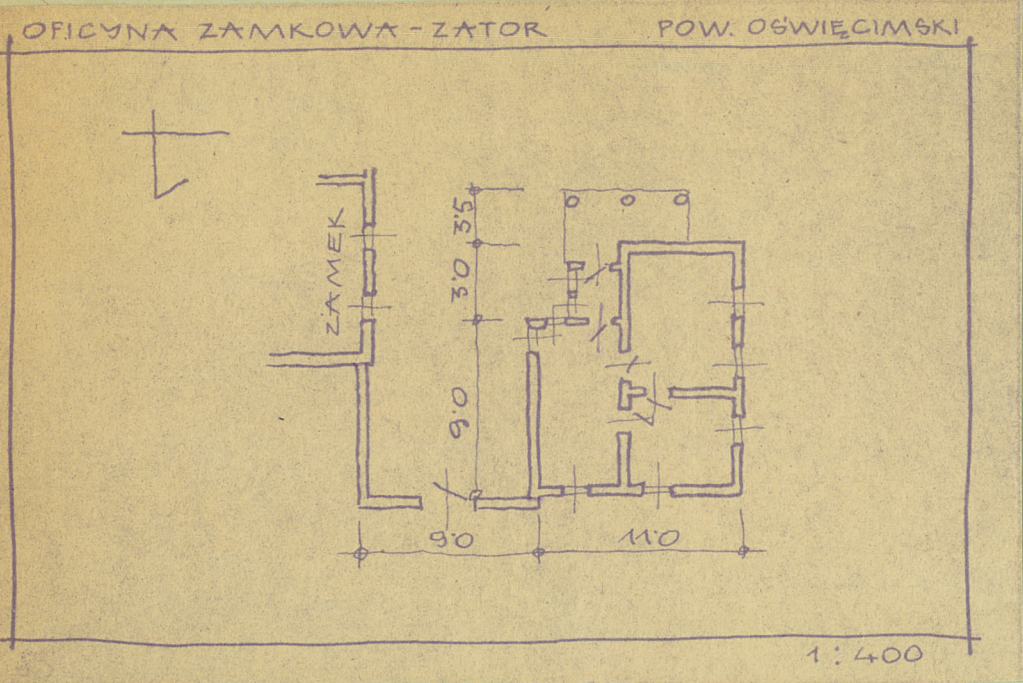 OFICYNA ZAMKOWA - ZATOR POW. OŚWIĘCIMSKI
ZAMEK
3'5
3'0
9'0
9'0 11'0
1 : 400